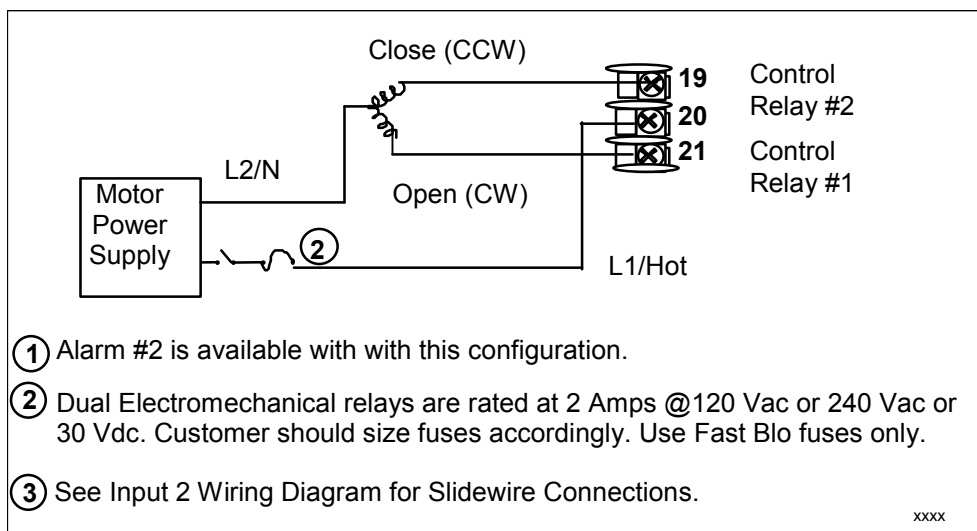 Close (CCW)
19
Control
Relay #2
20
21
Control
Relay #1
L2/N
Open (CW)
Motor
Power
Supply
2
L1/Hot
1 Alarm #2 is available with with this configuration.
2 Dual Electromechanical relays are rated at 2 Amps @120 Vac or 240 Vac or
30 Vdc. Customer should size fuses accordingly. Use Fast Blo fuses only.
3 See Input 2 Wiring Diagram for Slidewire Connections.
xxxx